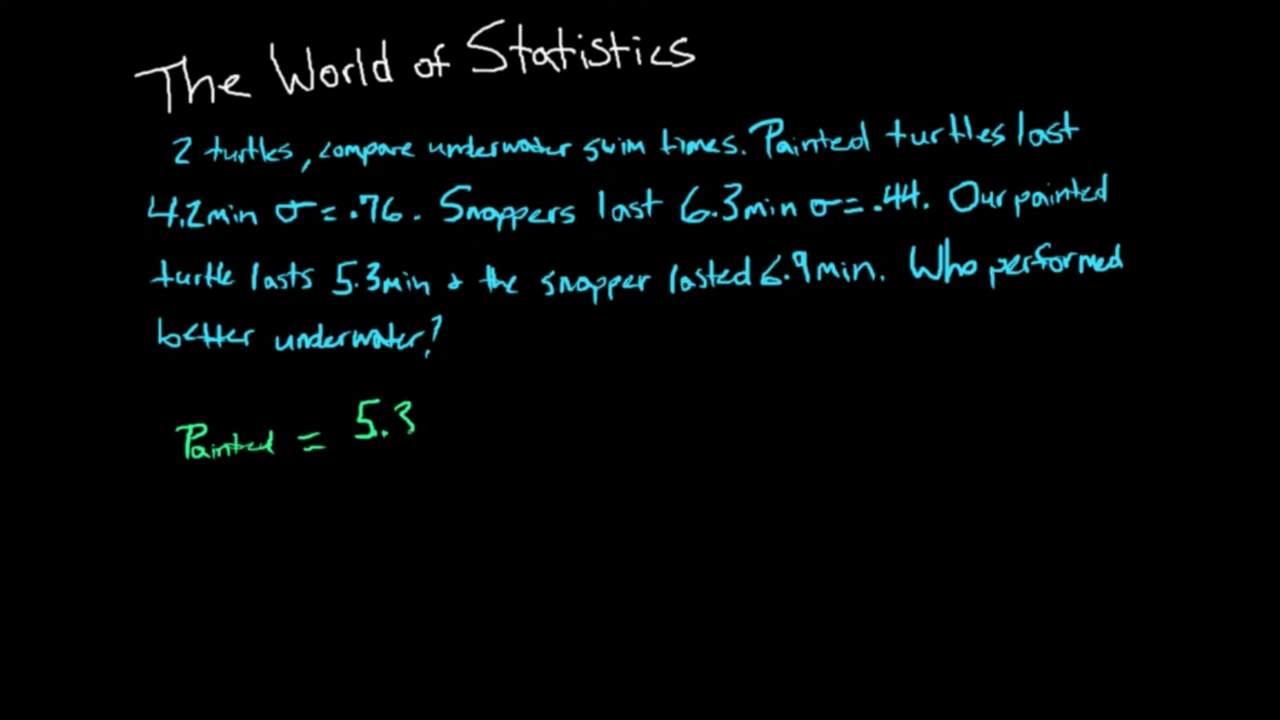 The World of Statistics
2 turtles, compare underwater swim times. Painted turtles last
4.2min σ = .76. Snappers last 6.3min σ = .44. Our painted
turtle lasts 5.3min & the snapper lasted 6.9min. Who performed
better underwater?
Painted = 5.3